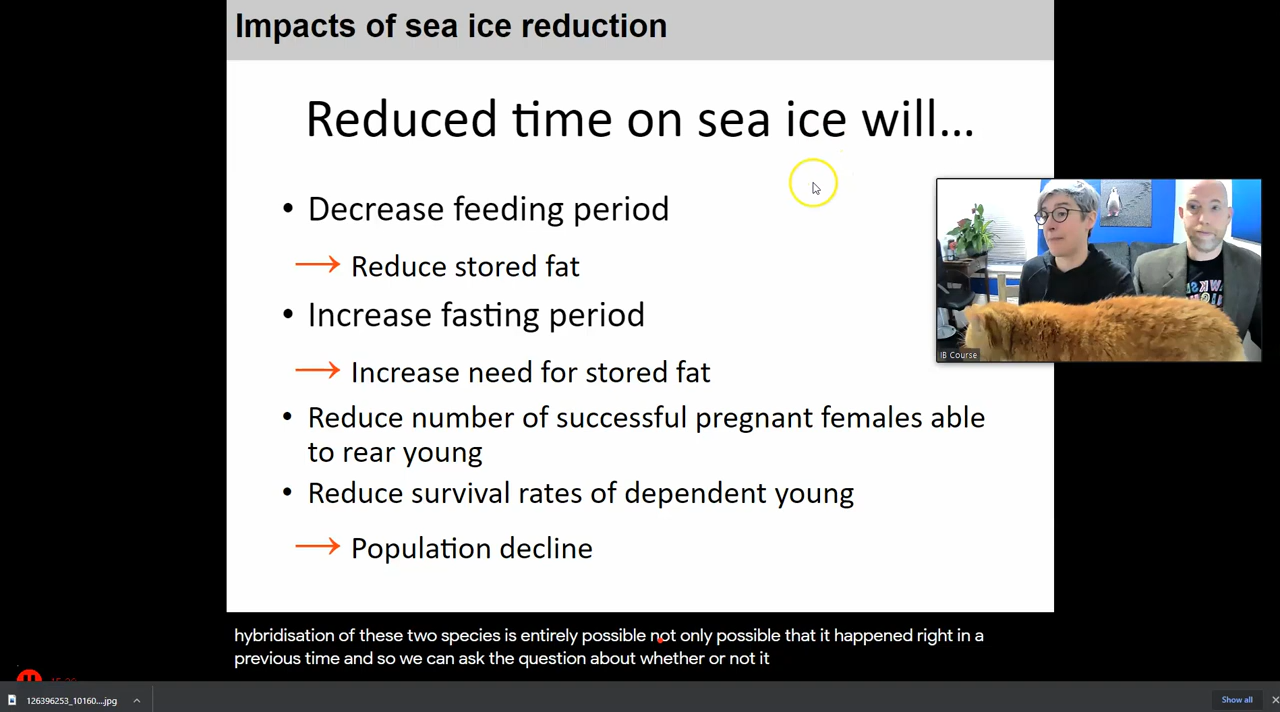 Impacts of sea ice reduction
Reduced time on sea ice will...
• Decrease feeding period
→ Reduce stored fat
• Increase fasting period
→ Increase need for stored fat
• Reduce number of successful pregnant females able
to rear young
• Reduce survival rates of dependent young
→ Population decline
IB Course
hybridisation of these two species is entirely possible not only possible that it happened right in a
previous time and so we can ask the question about whether or not it
126396253_10160....jpg
Show all